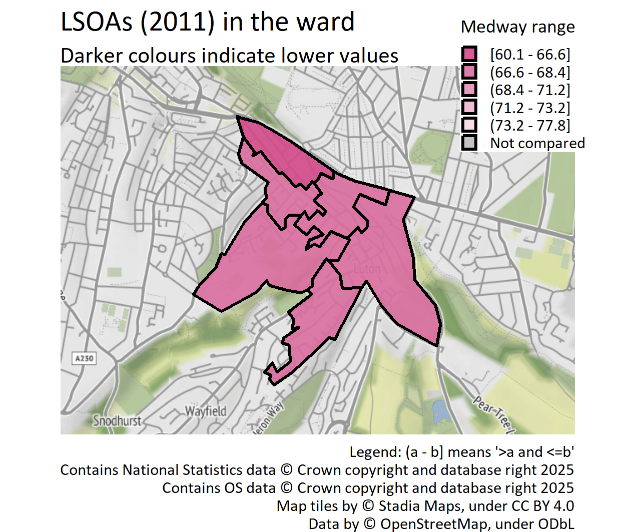 LSOAs (2011) in the ward
Darker colours indicate lower values
Medway range
[60.1 - 66.6]
(66.6 - 68.4]
(68.4 - 71.2]
(71.2 - 73.2]
(73.2 - 77.8]
Not compared
Luton
A230
Wayfield
Snodhurst
Pear-Tree-L
Legend: (a - b] means '>a and <=b'
Contains National Statistics data © Crown copyright and database right 2025
Contains OS data © Crown copyright and database right 2025
Map tiles by © Stadia Maps, under CC BY 4.0
Data by © OpenStreetMap, under ODbL